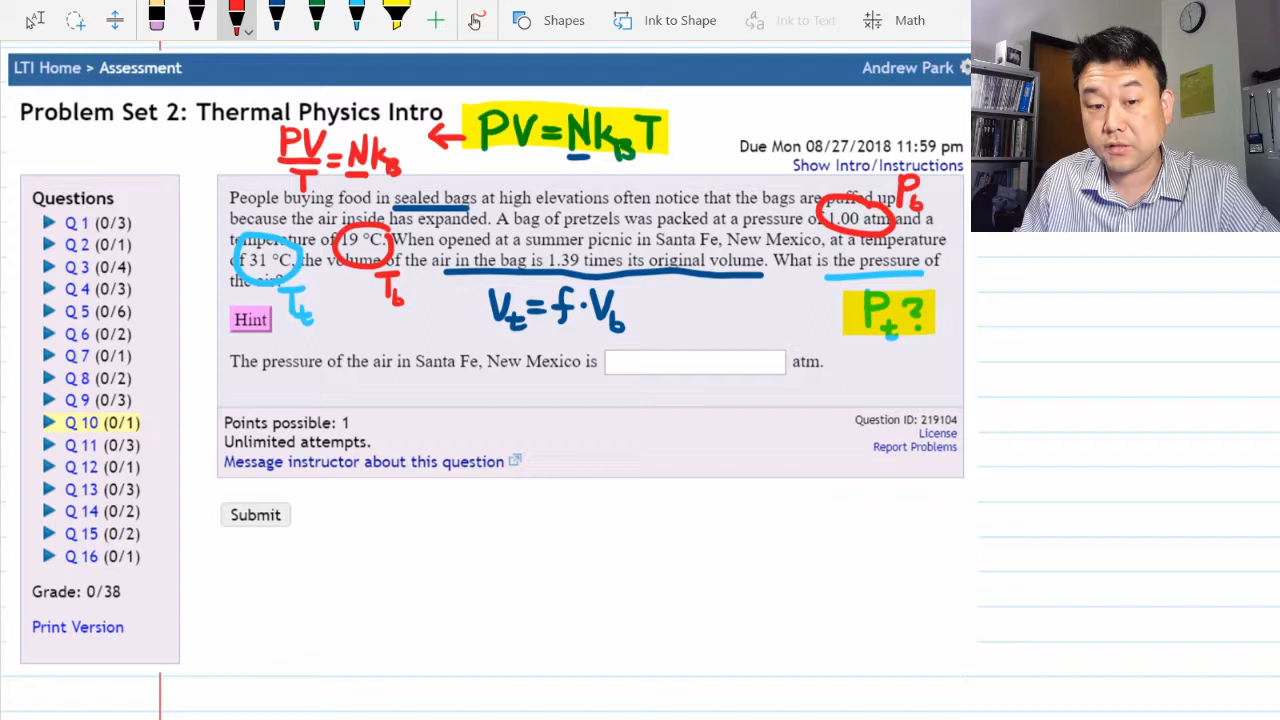 Shapes
Ink to Shape
Ink to Text
Math
LTI Home > Assessment
Andrew Park
Problem Set 2: Thermal Physics Intro
PV = NkBT
← PV/T = NkB
Due Mon 08/27/2018 11:59 pm
Show Intro/Instructions
Questions
Q 1 (0/3)
Q 2 (0/1)
Q 3 (0/4)
Q 4 (0/3)
Q 5 (0/6)
Q 6 (0/2)
Q 7 (0/1)
Q 8 (0/2)
Q 9 (0/3)
Q 10 (0/1)
Q 11 (0/3)
Q 12 (0/1)
Q 13 (0/3)
Q 14 (0/2)
Q 15 (0/2)
Q 16 (0/1)
Grade: 0/38
Print Version
People buying food in sealed bags at high elevations often notice that the bags are puffed up
because the air inside has expanded. A bag of pretzels was packed at a pressure of 1.00 atm and a
temperature of 19 °C. When opened at a summer picnic in Santa Fe, New Mexico, at a temperature
of 31 °C, the volume of the air in the bag is 1.39 times its original volume. What is the pressure of
the air?
Pb
Tb
Tt
Vt = f · Vb
Pt ?
Hint
The pressure of the air in Santa Fe, New Mexico is atm.
Points possible: 1
Unlimited attempts.
Message instructor about this question
Question ID: 219104
License
Report Problems
Submit